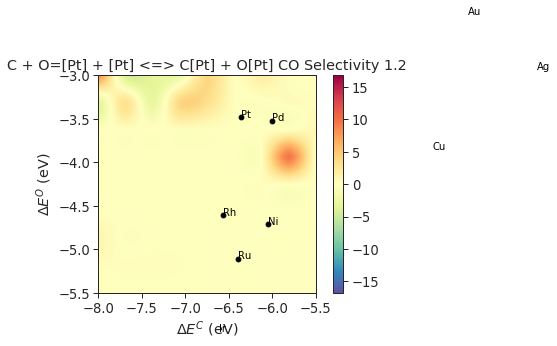 Au
Ag
C + O=[Pt] + [Pt] <=> C[Pt] + O[Pt] CO Selectivity 1.2
−3.0
−3.5
−4.0
−4.5
−5.0
−5.5
ΔE^O (eV)
Pt
Pd
Rh
Ni
Ru
Cu
15
10
5
0
−5
−10
−15
−8.0 −7.5 −7.0 −6.5 −6.0 −5.5
ΔE^C (eV)
Ir